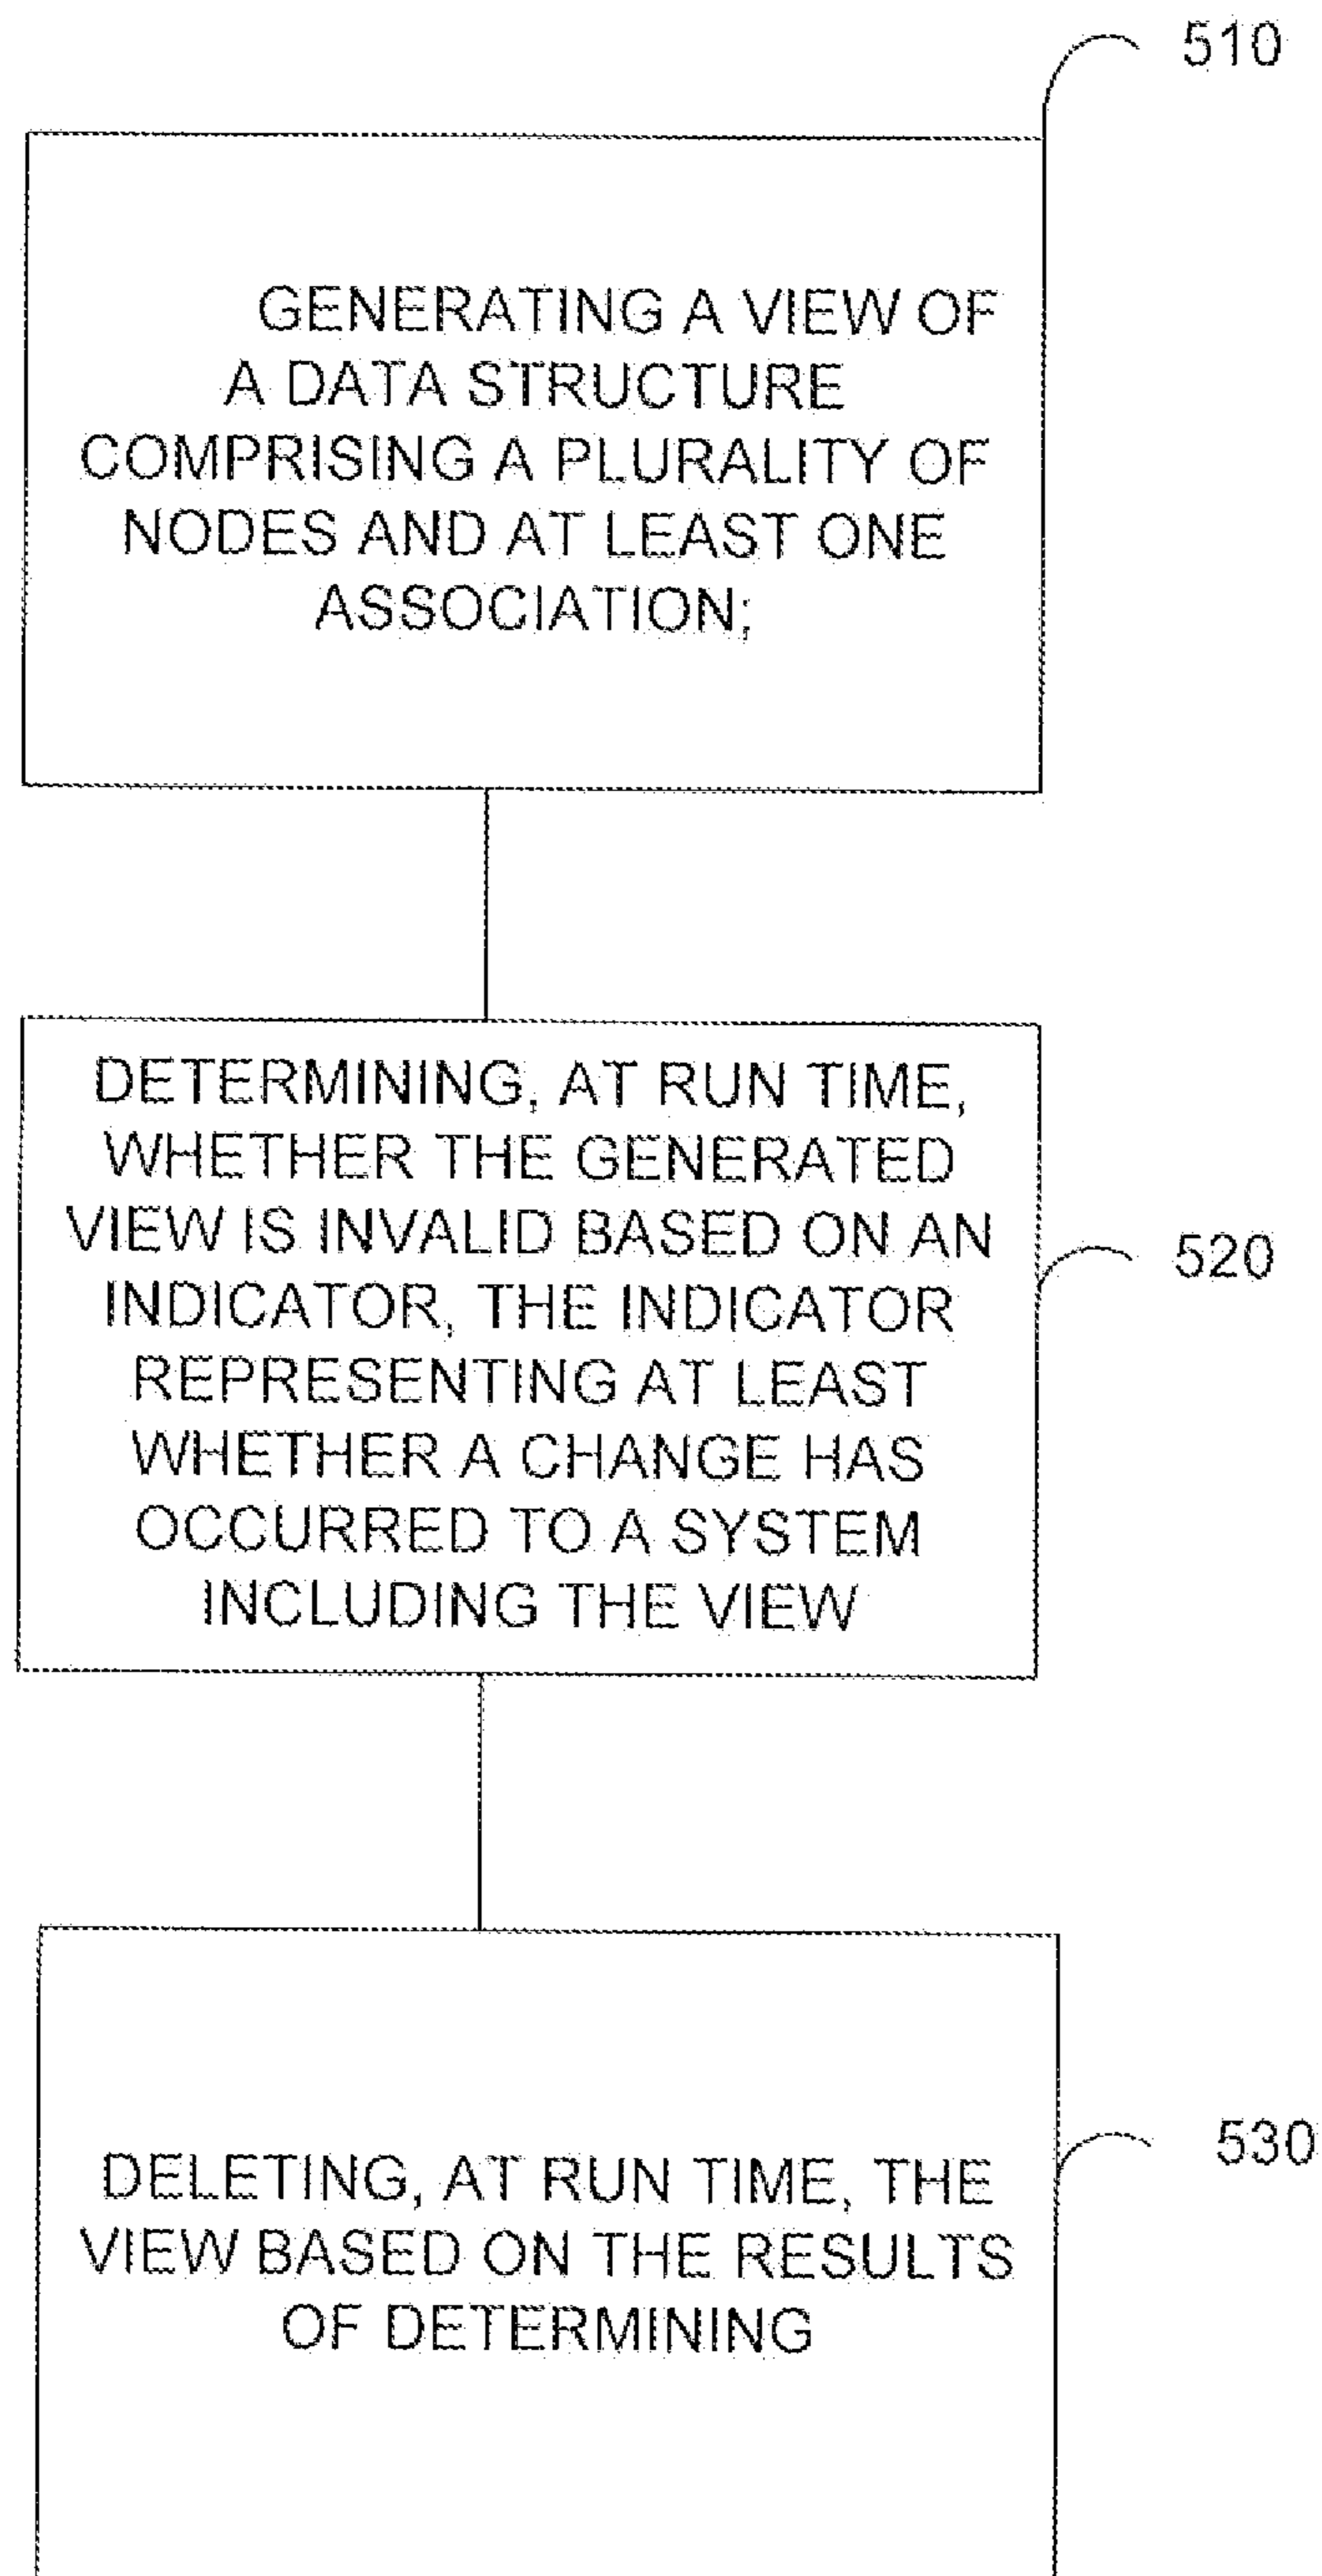 510
GENERATING A VIEW OF
A DATA STRUCTURE
COMPRISING A PLURALITY OF
NODES AND AT LEAST ONE
ASSOCIATION;
DETERMINING, AT RUN TIME,
WHETHER THE GENERATED
VIEW IS INVALID BASED ON AN
INDICATOR, THE INDICATOR
REPRESENTING AT LEAST
WHETHER A CHANGE HAS
OCCURRED TO A SYSTEM
INCLUDING THE VIEW
520
DELETING, AT RUN TIME, THE
VIEW BASED ON THE RESULTS
OF DETERMINING
530